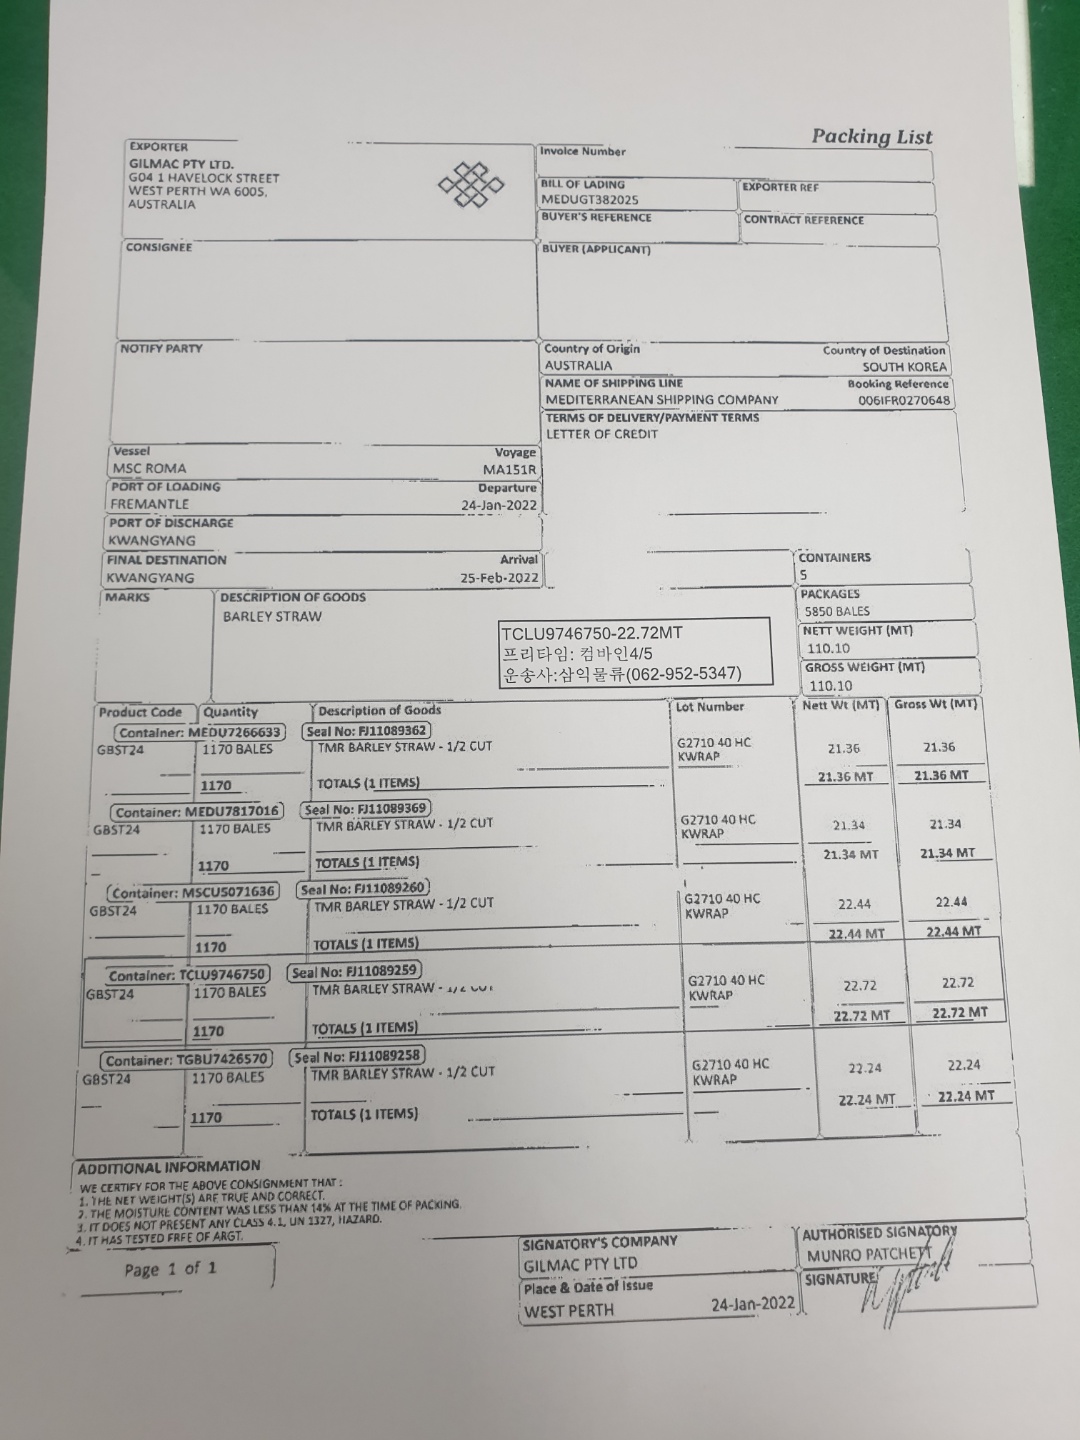 Packing List
EXPORTER
GILMAC PTY LTD.
G04 1 HAVELOCK STREET
WEST PERTH WA 6005,
AUSTRALIA
Invoice Number
BILL OF LADING
MEDUGT382025
EXPORTER REF
BUYER'S REFERENCE
CONTRACT REFERENCE
CONSIGNEE
BUYER (APPLICANT)
NOTIFY PARTY
Country of Origin Country of Destination
AUSTRALIA SOUTH KOREA
NAME OF SHIPPING LINE Booking Reference
MEDITERRANEAN SHIPPING COMPANY 006IFR0270648
TERMS OF DELIVERY/PAYMENT TERMS
LETTER OF CREDIT
Vessel Voyage
MSC ROMA MA151R
PORT OF LOADING Departure
FREMANTLE 24-Jan-2022
PORT OF DISCHARGE
KWANGYANG
FINAL DESTINATION Arrival
KWANGYANG 25-Feb-2022
CONTAINERS
5
PACKAGES
5850 BALES
NETT WEIGHT (MT)
110.10
GROSS WEIGHT (MT)
110.10
MARKS DESCRIPTION OF GOODS
BARLEY STRAW
TCLU9746750-22.72MT
프리타임: 컴바인4/5
운송사:삼익물류(062-952-5347)
Product Code Quantity Description of Goods Lot Number Nett Wt (MT) Gross Wt (MT)
Container: MEDU7266633 Seal No: FJ11089362
GBST24 1170 BALES TMR BARLEY STRAW - 1/2 CUT G2710 40 HC 21.36 21.36
KWRAP
1170 TOTALS (1 ITEMS) 21.36 MT 21.36 MT
Container: MEDU7817016 Seal No: FJ11089369
GBST24 1170 BALES TMR BARLEY STRAW - 1/2 CUT G2710 40 HC 21.34 21.34
KWRAP
1170 TOTALS (1 ITEMS) 21.34 MT 21.34 MT
Container: MSCU5071636 Seal No: FJ11089260
GBST24 1170 BALES TMR BARLEY STRAW - 1/2 CUT G2710 40 HC 22.44 22.44
KWRAP
1170 TOTALS (1 ITEMS) 22.44 MT 22.44 MT
Container: TCLU9746750 Seal No: FJ11089259
GBST24 1170 BALES TMR BARLEY STRAW - G2710 40 HC 22.72 22.72
KWRAP
1170 TOTALS (1 ITEMS) 22.72 MT 22.72 MT
Container: TGBU7426570 Seal No: FJ11089258
GBST24 1170 BALES TMR BARLEY STRAW - 1/2 CUT G2710 40 HC 22.24 22.24
KWRAP
1170 TOTALS (1 ITEMS) 22.24 MT 22.24 MT
ADDITIONAL INFORMATION
WE CERTIFY FOR THE ABOVE CONSIGNMENT THAT :
1. THE NET WEIGHT(S) ARE TRUE AND CORRECT.
2. THE MOISTURE CONTENT WAS LESS THAN 14% AT THE TIME OF PACKING.
3. IT DOES NOT PRESENT ANY CLASS 4.1, UN 1327, HAZARD.
4. IT HAS TESTED FREE OF ARGT.
Page 1 of 1
SIGNATORY'S COMPANY
GILMAC PTY LTD
Place & Date of Issue
WEST PERTH 24-Jan-2022
AUTHORISED SIGNATORY
MUNRO PATCHETT
SIGNATURE